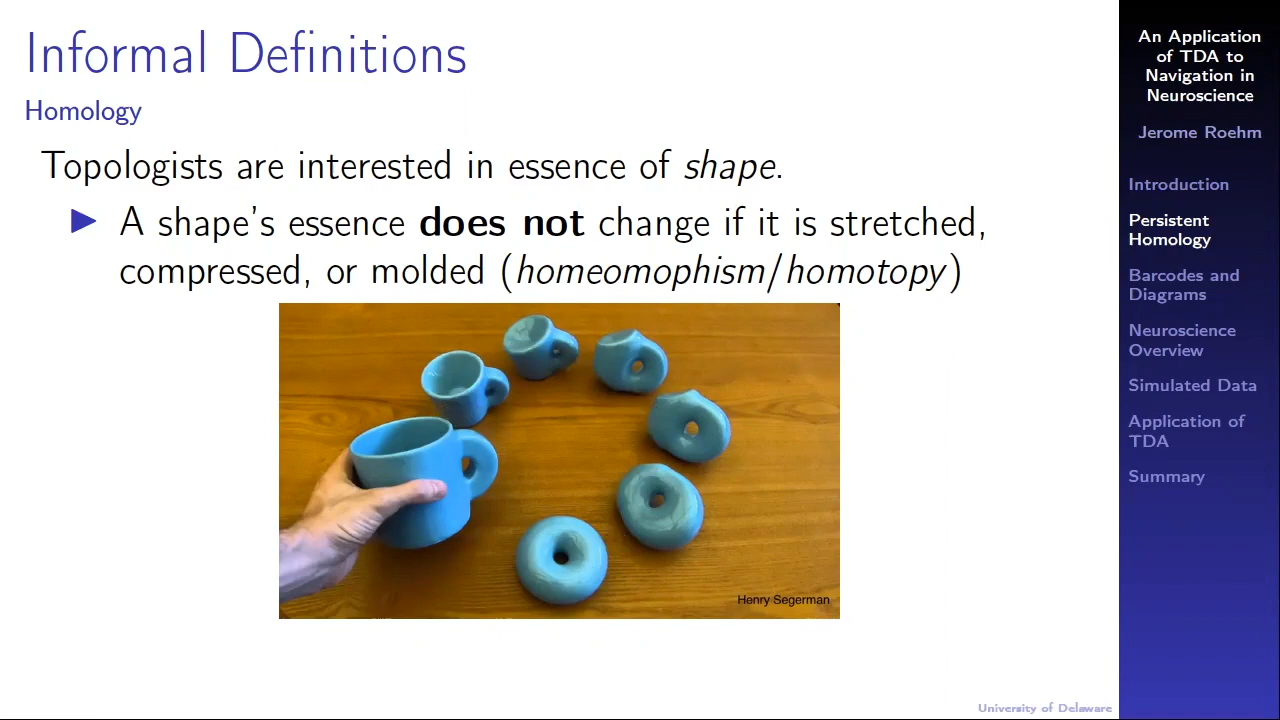 Informal Definitions
Homology
Topologists are interested in essence of shape.
A shape's essence does not change if it is stretched,
compressed, or molded (homeomophism/homotopy)
Henry Segerman
University of Delaware
An Application
of TDA to
Navigation in
Neuroscience
Jerome Roehm
Introduction
Persistent
Homology
Barcodes and
Diagrams
Neuroscience
Overview
Simulated Data
Application of
TDA
Summary